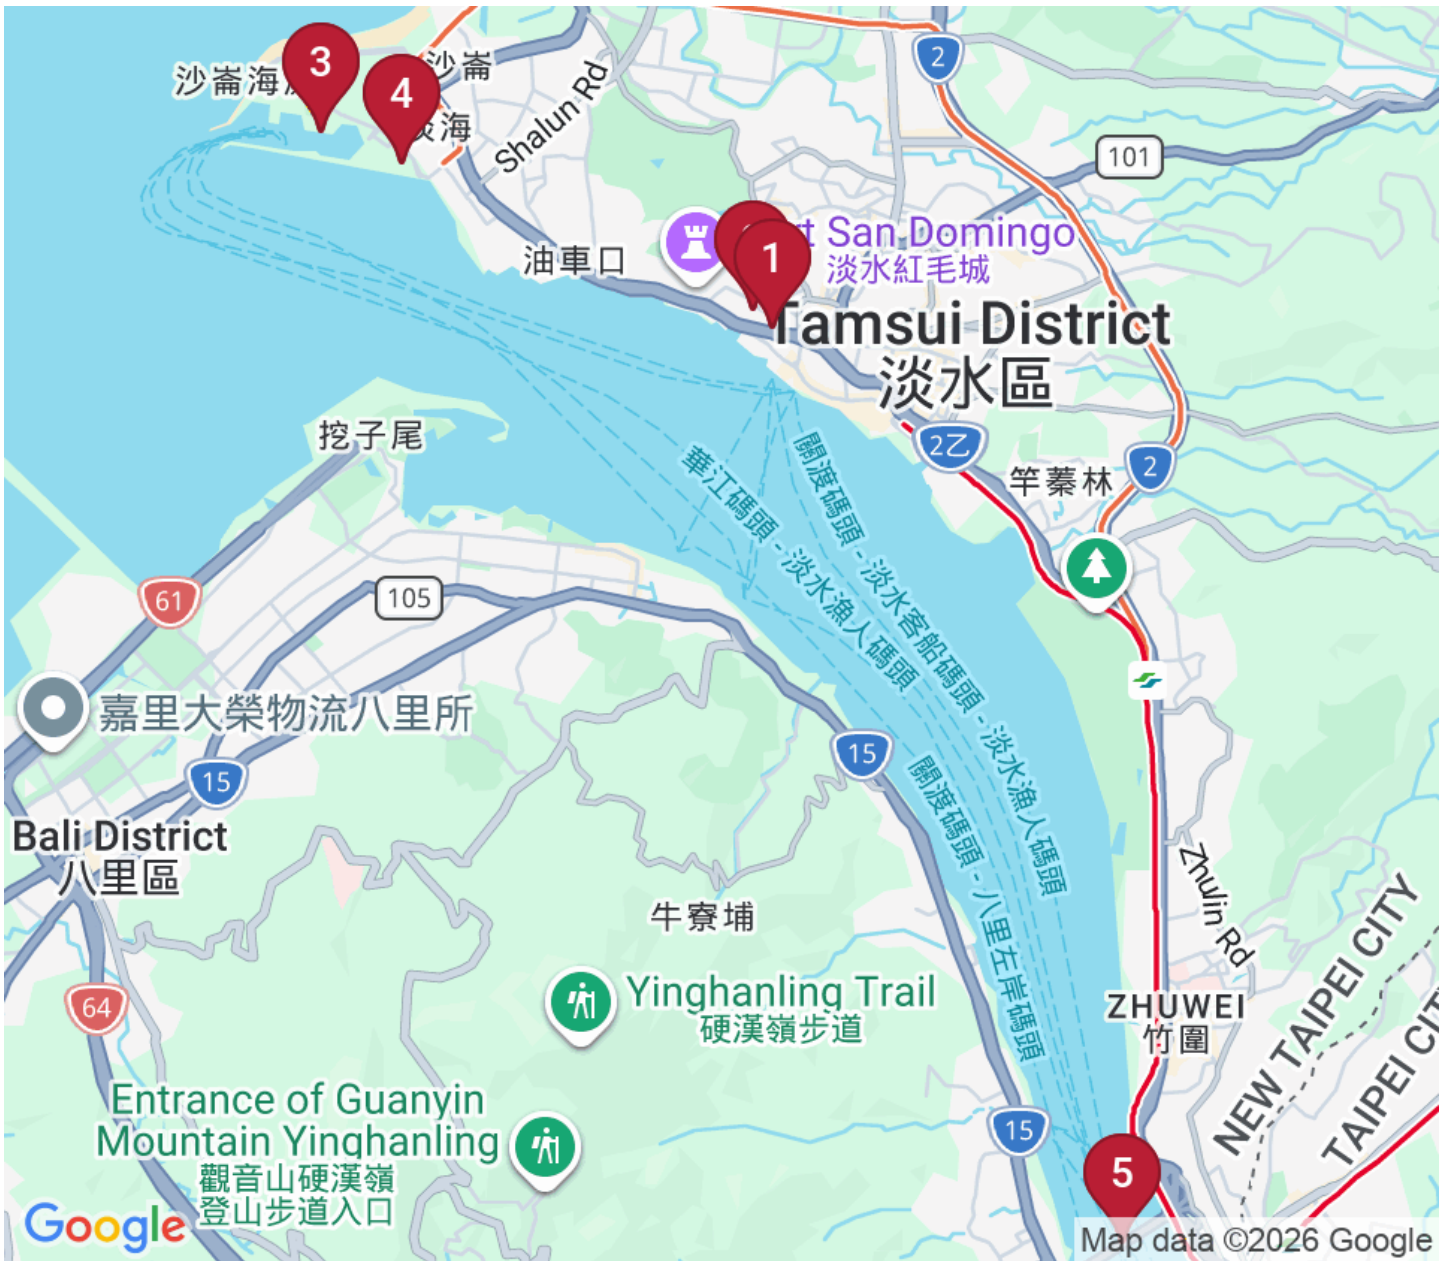 2
3
4
沙崙
沙崙海
淡海
Shalun Rd
101
1
rt San Domingo
淡水紅毛城
油車口
Tamsui District
淡水區
挖子尾
2乙
2
竿蓁林
華江碼頭 - 淡水漁人碼頭
關渡碼頭 - 淡水客船碼頭 - 淡水漁人碼頭
61
105
嘉里大榮物流八里所
15
15
關渡碼頭 - 八里左岸碼頭
Bali District
八里區
Zhulin Rd
牛寮埔
NEW TAIPEI CITY
TAIPEI CIT
64
Yinghanling Trail
硬漢嶺步道
ZHUWEI
竹圍
Entrance of Guanyin
Mountain Yinghanling
觀音山硬漢嶺
登山步道入口
15
5
Google
Map data ©2026 Google